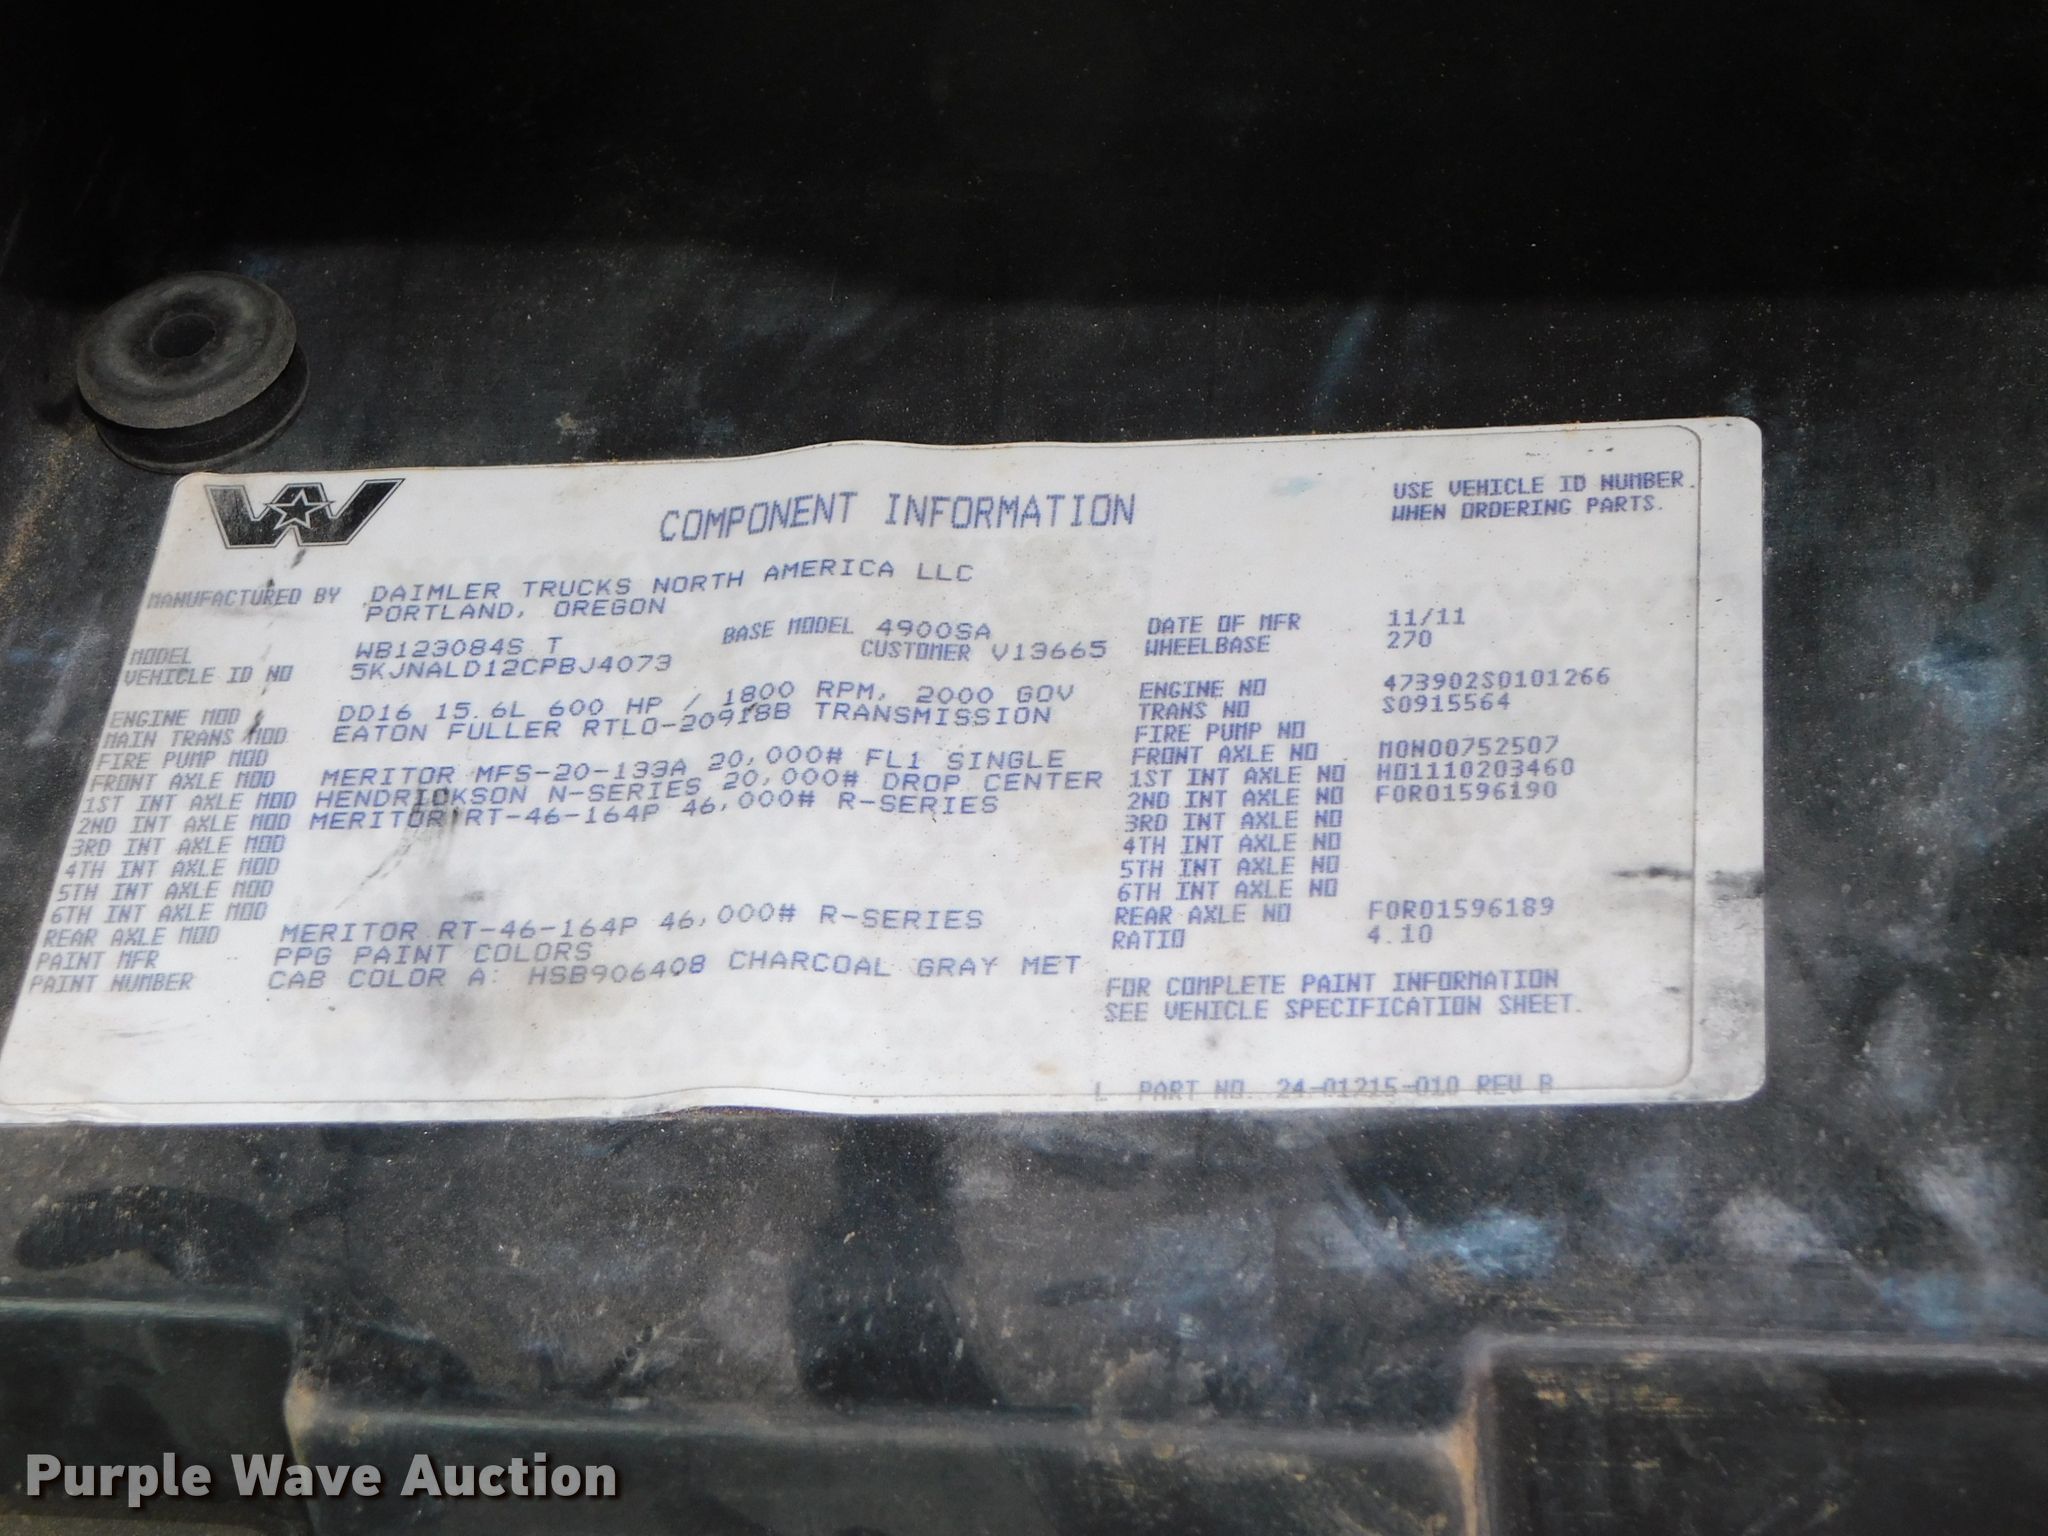 COMPONENT INFORMATION
USE VEHICLE ID NUMBER
WHEN ORDERING PARTS.
MANUFACTURED BY DAIMLER TRUCKS NORTH AMERICA LLC
PORTLAND, OREGON
MODEL WB123084S T BASE MODEL 4900SA DATE OF MFR 11/11
VEHICLE ID NO 5KJNALD12CPBJ4073 CUSTOMER V13665 WHEELBASE 270
ENGINE MOD DD16 15.6L 600 HP / 1800 RPM, 2000 GOV ENGINE NO 473902S0101266
MAIN TRANS MOD EATON FULLER RTLO-20918B TRANSMISSION TRANS NO S0915564
FIRE PUMP MOD FIRE PUMP NO
FRONT AXLE MOD MERITOR MFS-20-133A 20,000# FL1 SINGLE FRONT AXLE NO MON00752507
1ST INT AXLE MOD HENDRICKSON N-SERIES 20,000# DROP CENTER 1ST INT AXLE NO H01110203460
2ND INT AXLE MOD MERITOR RT-46-164P 46,000# R-SERIES 2ND INT AXLE NO FOR01596190
3RD INT AXLE MOD 3RD INT AXLE NO
4TH INT AXLE MOD 4TH INT AXLE NO
5TH INT AXLE MOD 5TH INT AXLE NO
6TH INT AXLE MOD 6TH INT AXLE NO
REAR AXLE MOD MERITOR RT-46-164P 46,000# R-SERIES REAR AXLE NO FOR01596189
PAINT MFR PPG PAINT COLORS RATIO 4.10
PAINT NUMBER CAB COLOR A: HSB906408 CHARCOAL GRAY MET
FOR COMPLETE PAINT INFORMATION
SEE VEHICLE SPECIFICATION SHEET.
L PART NO. 24-01215-010 REV B
Purple Wave Auction